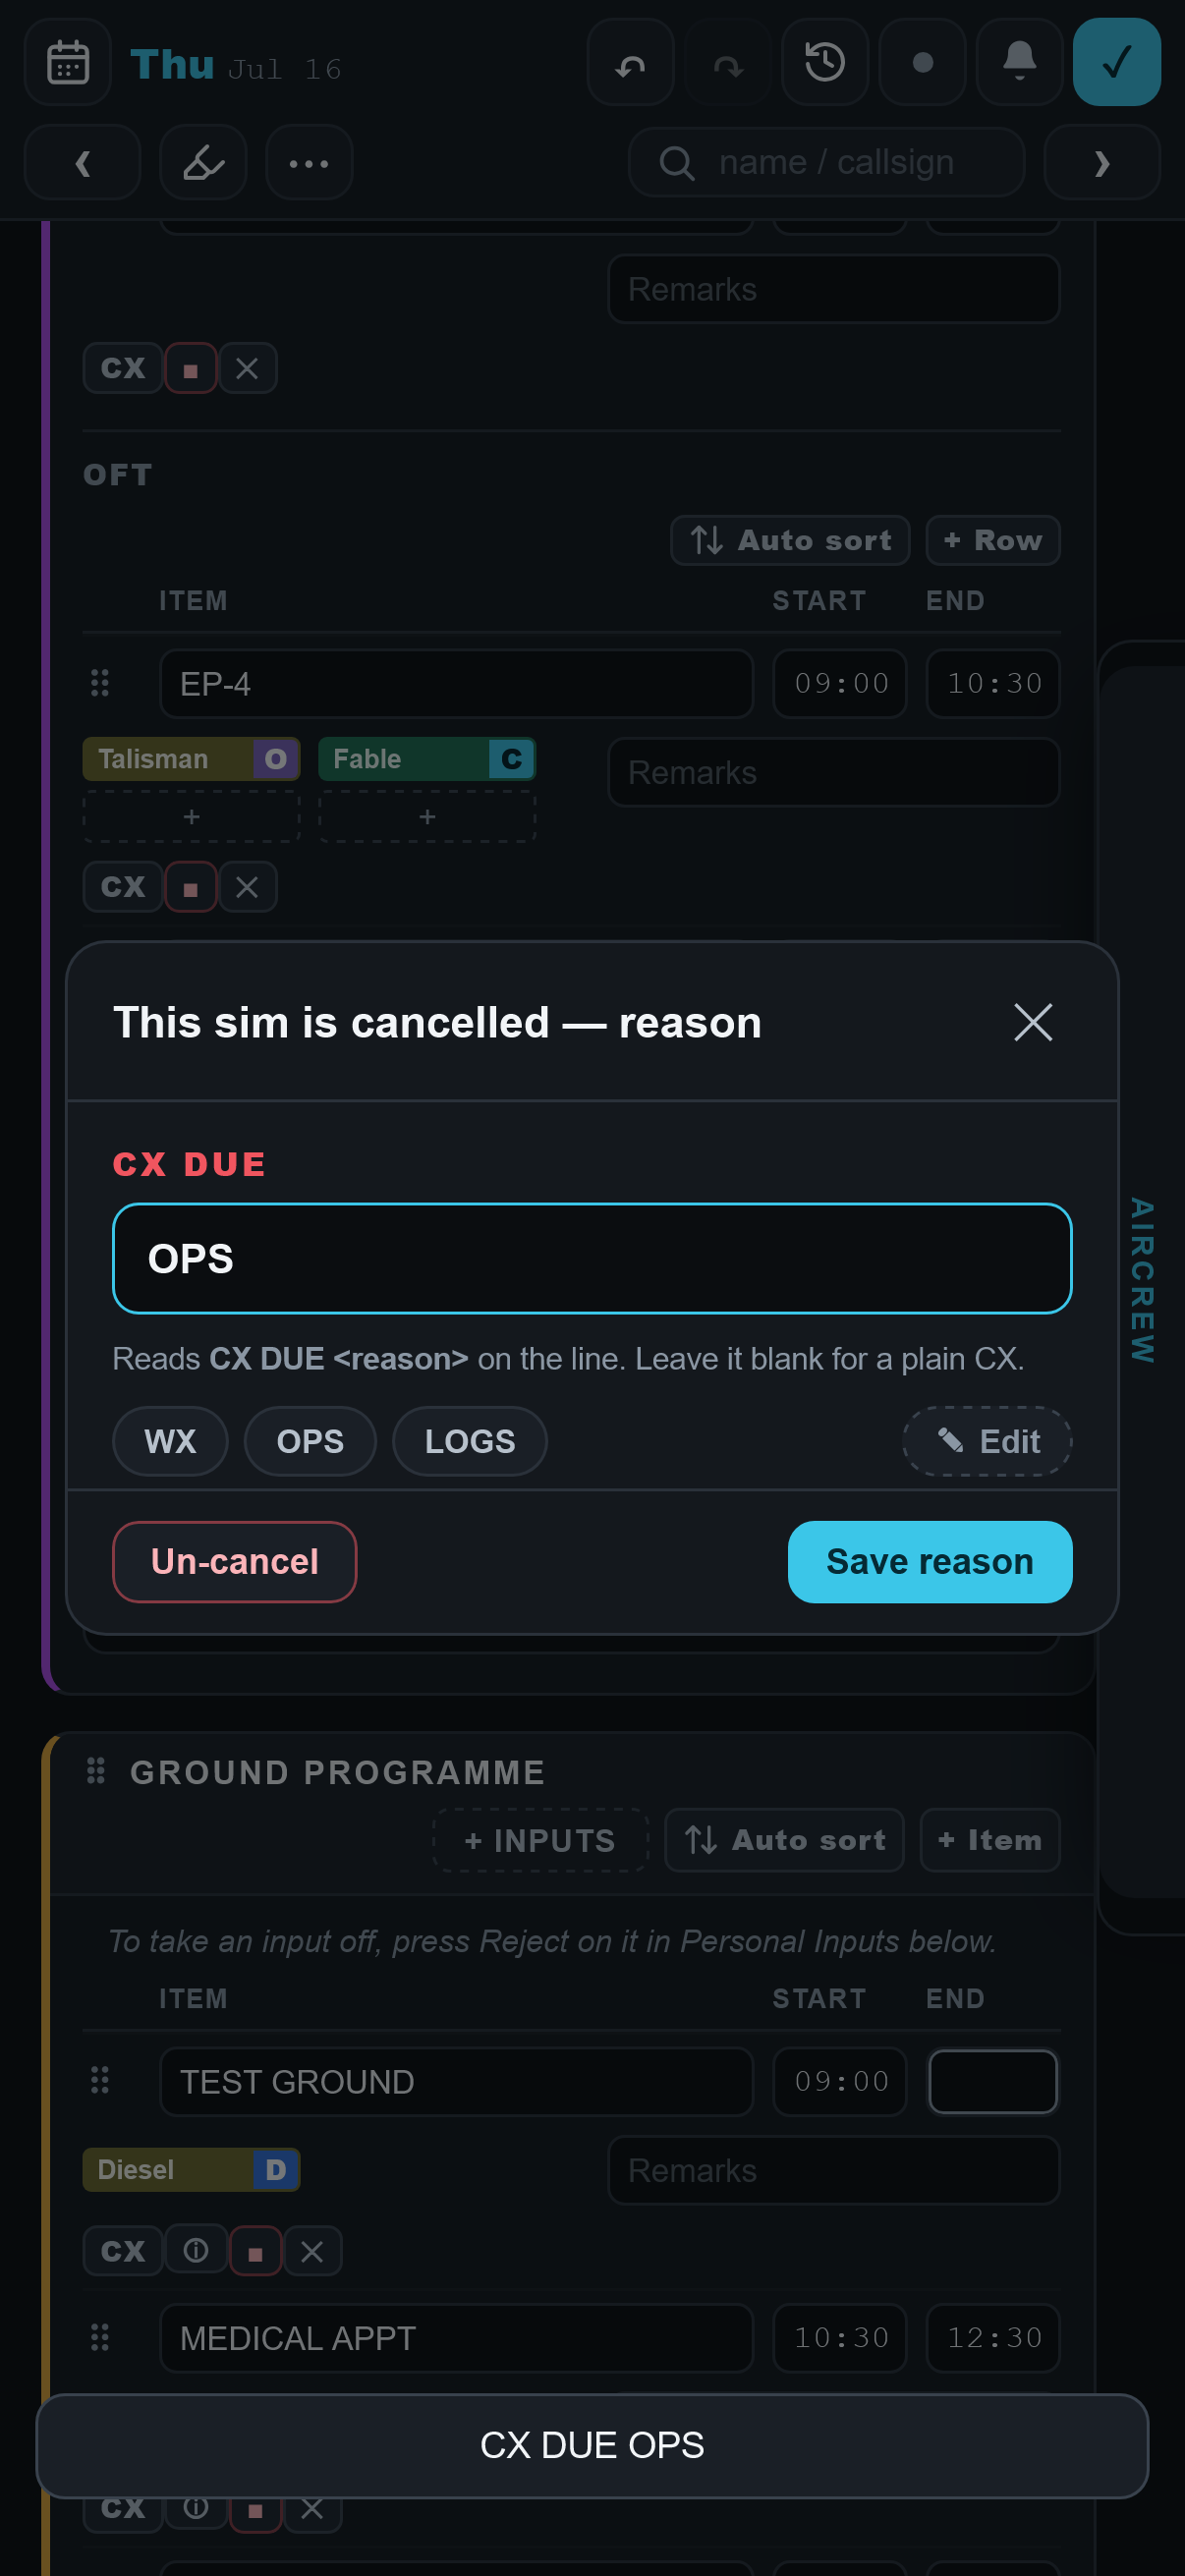 Thu Jul 16
name / callsign
Remarks
CX
OFT
Auto sort + Row
ITEM START END
EP-4 09:00 10:30
Talisman O Fable C Remarks
+ +
CX
This sim is cancelled — reason
CX DUE
OPS
Reads CX DUE <reason> on the line. Leave it blank for a plain CX.
WX OPS LOGS Edit
Un-cancel Save reason
AIRCREW
GROUND PROGRAMME
+ INPUTS Auto sort + Item
To take an input off, press Reject on it in Personal Inputs below.
ITEM START END
TEST GROUND 09:00
Diesel D Remarks
CX
MEDICAL APPT 10:30 12:30
CX DUE OPS
CX